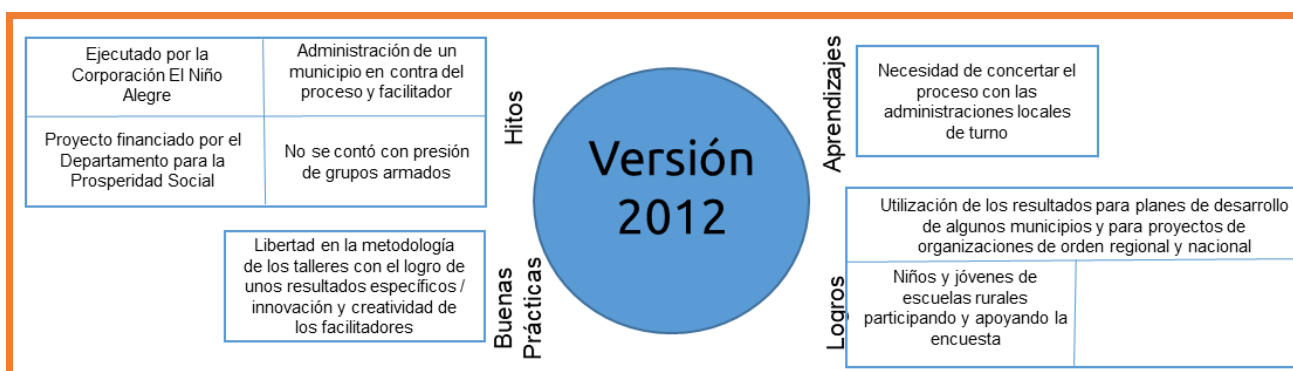 Ejecutado por la
Corporación El Niño
Alegre
Administración de un
municipio en contra del
proceso y facilitador
Proyecto financiado por el
Departamento para la
Prosperidad Social
No se contó con presión
de grupos armados
Hitos
Libertad en la metodología
de los talleres con el logro de
unos resultados específicos /
innovación y creatividad de
los facilitadores
Buenas
Prácticas
Versión
2012
Aprendizajes
Necesidad de concertar el
proceso con las
administraciones locales
de turno
Logros
Utilización de los resultados para planes de desarrollo
de algunos municipios y para proyectos de
organizaciones de orden regional y nacional
Niños y jóvenes de
escuelas rurales
participando y apoyando la
encuesta